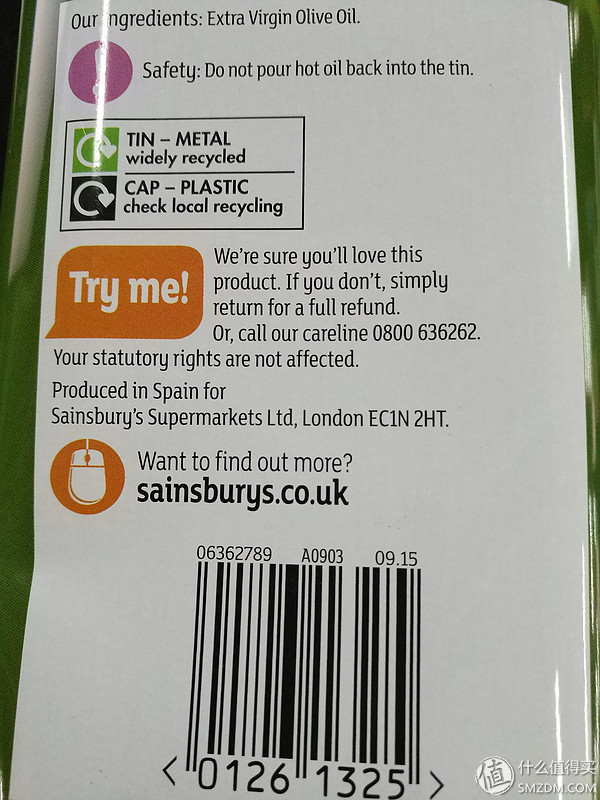 Our ingredients: Extra Virgin Olive Oil.
Safety: Do not pour hot oil back into the tin.
TIN – METAL
widely recycled
CAP – PLASTIC
check local recycling
Try me!
We're sure you'll love this
product. If you don't, simply
return for a full refund.
Or, call our careline 0800 636262.
Your statutory rights are not affected.
Produced in Spain for
Sainsbury's Supermarkets Ltd, London EC1N 2HT.
Want to find out more?
sainsburys.co.uk
06362789 A0903 09.15
<0126 1325>
值 什么值得买
SMZDM.COM